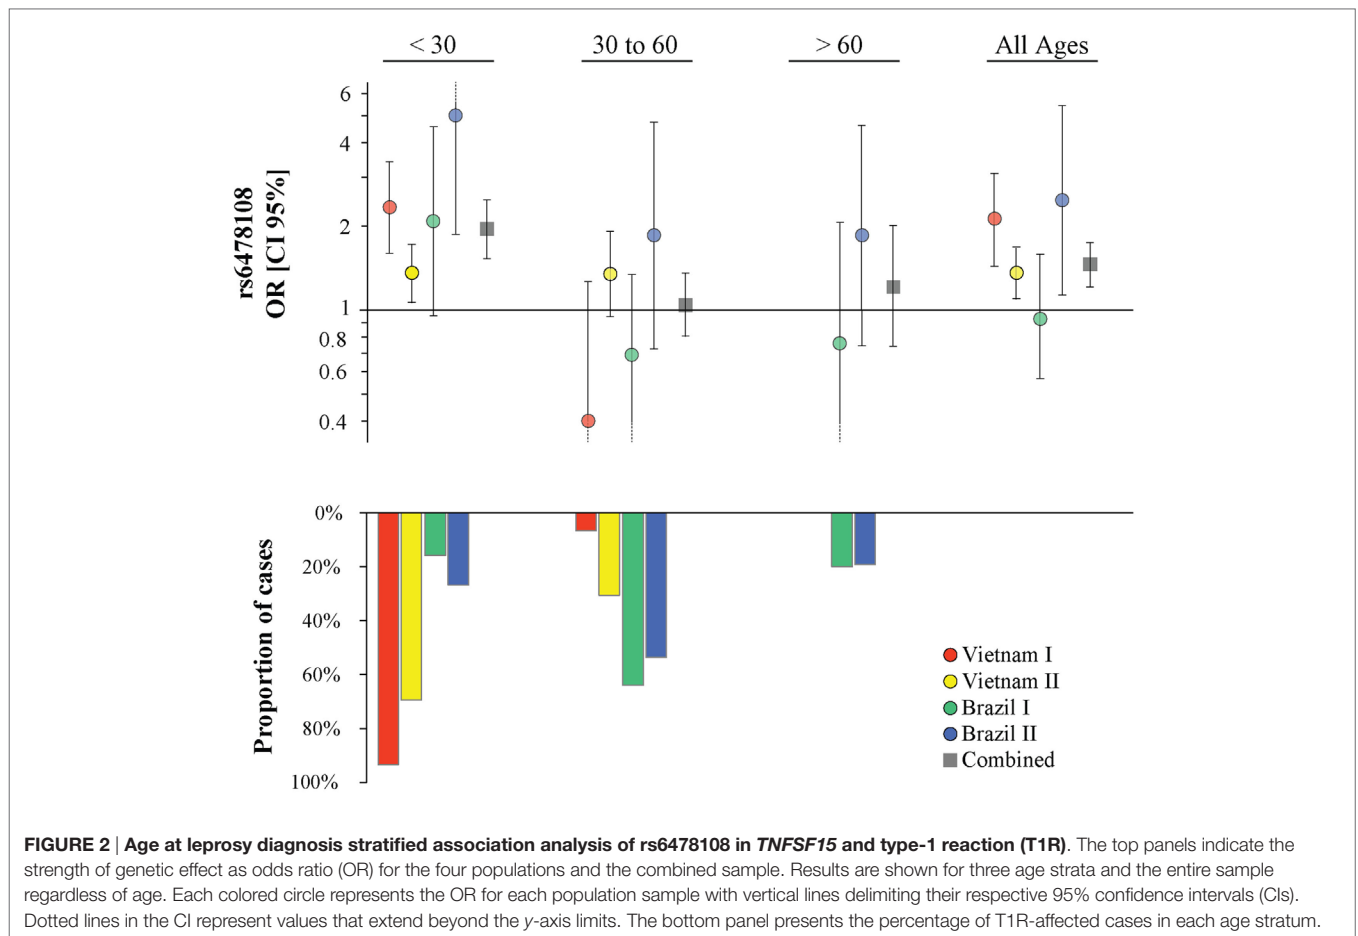 < 30 30 to 60 > 60 All Ages
6
4
2
1
0.8
0.6
0.4
rs6478108
OR [CI 95%]
0%
20%
40%
60%
80%
100%
Proportion of cases
Vietnam I
Vietnam II
Brazil I
Brazil II
Combined
FIGURE 2 | Age at leprosy diagnosis stratified association analysis of rs6478108 in TNFSF15 and type-1 reaction (T1R). The top panels indicate the
strength of genetic effect as odds ratio (OR) for the four populations and the combined sample. Results are shown for three age strata and the entire sample
regardless of age. Each colored circle represents the OR for each population sample with vertical lines delimiting their respective 95% confidence intervals (CIs).
Dotted lines in the CI represent values that extend beyond the y-axis limits. The bottom panel presents the percentage of T1R-affected cases in each age stratum.